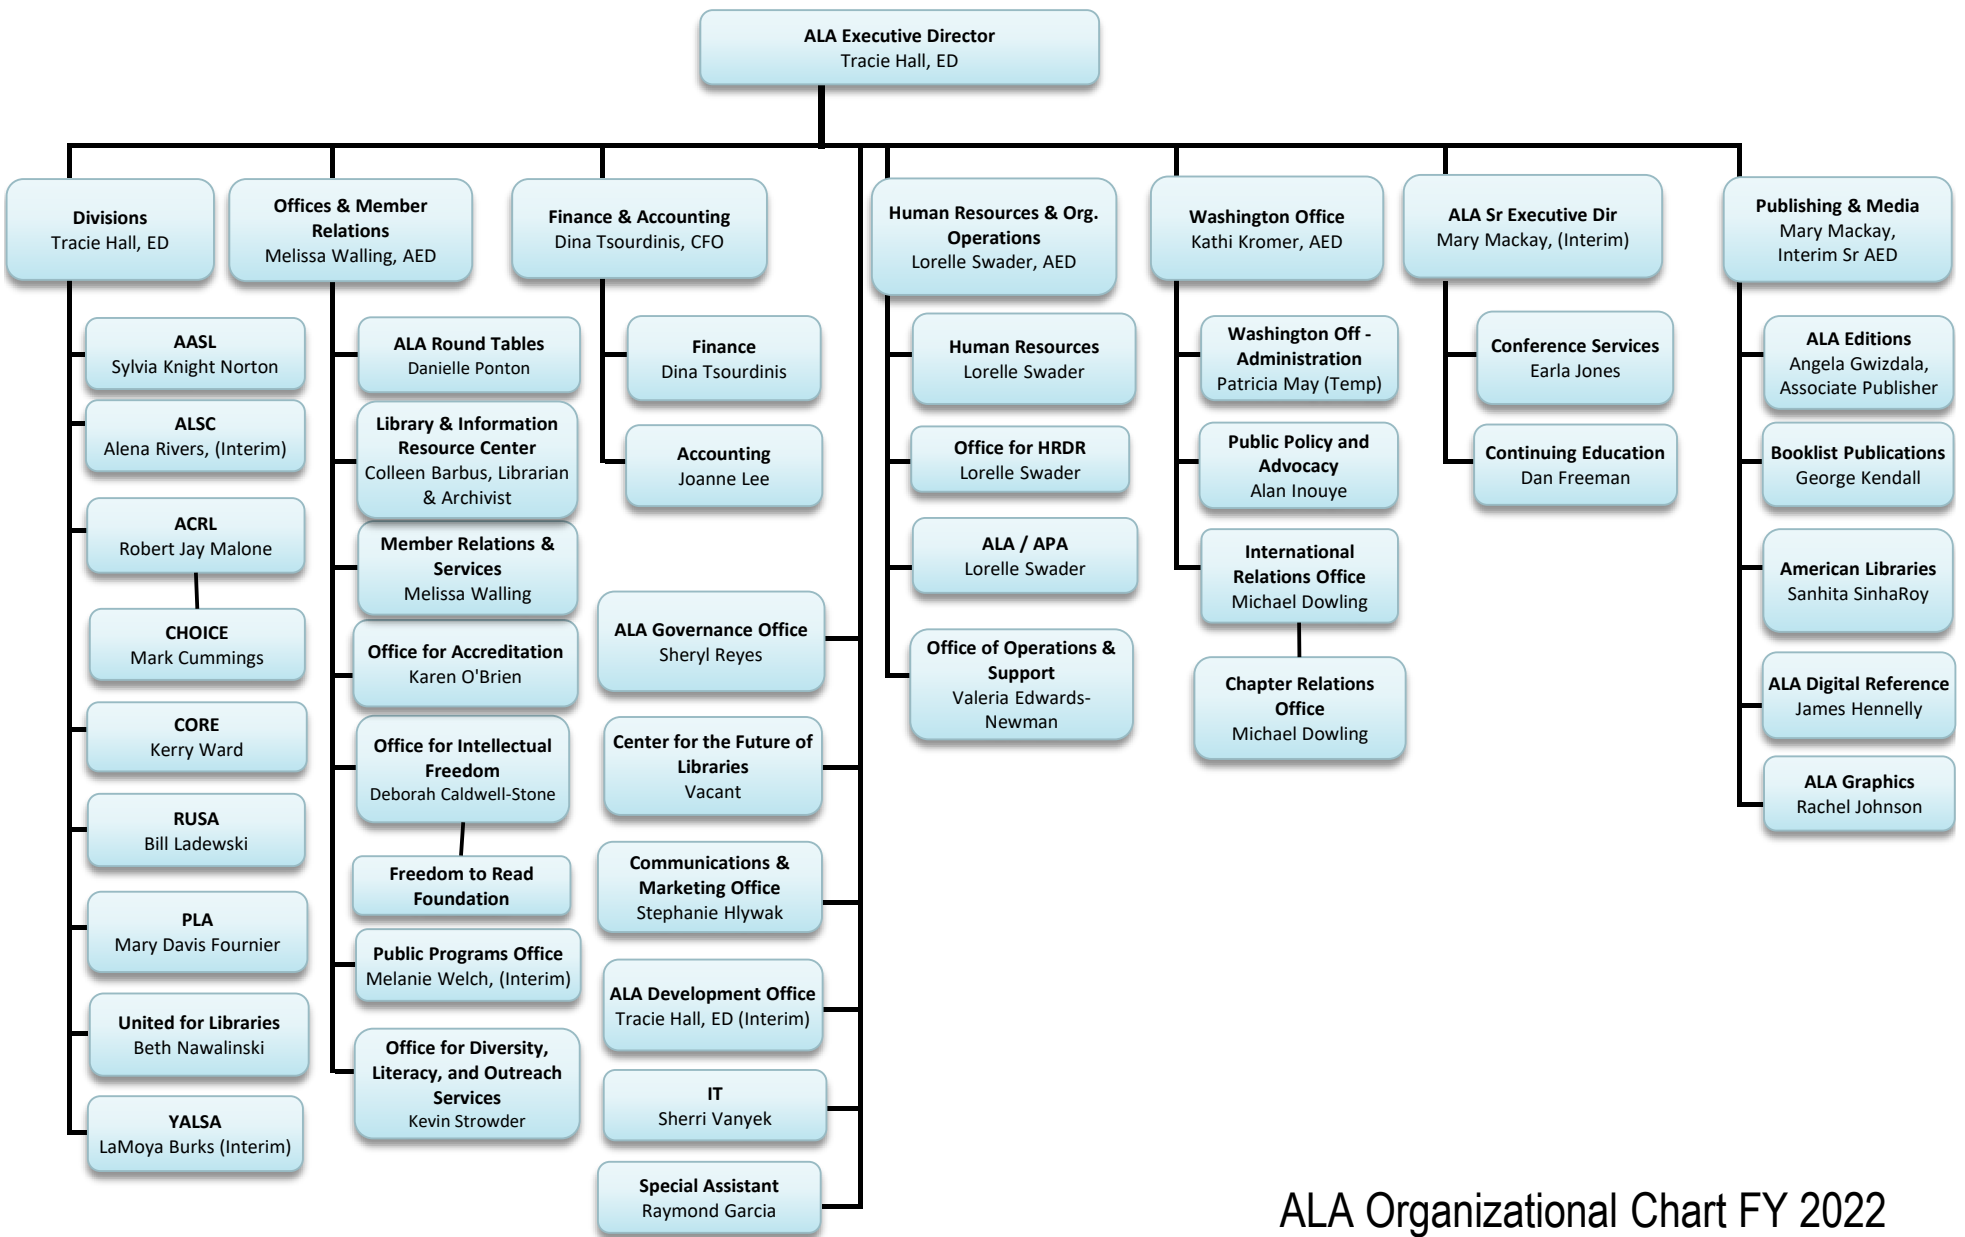 ALA Executive Director
Tracie Hall, ED
Divisions
Tracie Hall, ED
AASL
Sylvia Knight Norton
ALSC
Alena Rivers, (Interim)
ACRL
Robert Jay Malone
CHOICE
Mark Cummings
CORE
Kerry Ward
RUSA
Bill Ladewski
PLA
Mary Davis Fournier
United for Libraries
Beth Nawalinski
YALSA
LaMoya Burks (Interim)
Offices & Member
Relations
Melissa Walling, AED
ALA Round Tables
Danielle Ponton
Library & Information
Resource Center
Colleen Barbus, Librarian
& Archivist
Member Relations &
Services
Melissa Walling
Office for Accreditation
Karen O'Brien
Office for Intellectual
Freedom
Deborah Caldwell-Stone
Freedom to Read
Foundation
Public Programs Office
Melanie Welch, (Interim)
Office for Diversity,
Literacy, and Outreach
Services
Kevin Strowder
Finance & Accounting
Dina Tsourdinis, CFO
Finance
Dina Tsourdinis
Accounting
Joanne Lee
ALA Governance Office
Sheryl Reyes
Center for the Future of
Libraries
Vacant
Communications &
Marketing Office
Stephanie Hlywak
ALA Development Office
Tracie Hall, ED (Interim)
IT
Sherri Vanyek
Special Assistant
Raymond Garcia
Human Resources & Org.
Operations
Lorelle Swader, AED
Human Resources
Lorelle Swader
Office for HRDR
Lorelle Swader
ALA / APA
Lorelle Swader
Office of Operations &
Support
Valeria Edwards-
Newman
Washington Office
Kathi Kromer, AED
Washington Off -
Administration
Patricia May (Temp)
Public Policy and
Advocacy
Alan Inouye
International
Relations Office
Michael Dowling
Chapter Relations
Office
Michael Dowling
ALA Sr Executive Dir
Mary Mackay, (Interim)
Conference Services
Earla Jones
Continuing Education
Dan Freeman
Publishing & Media
Mary Mackay,
Interim Sr AED
ALA Editions
Angela Gwizdala,
Associate Publisher
Booklist Publications
George Kendall
American Libraries
Sanhita SinhaRoy
ALA Digital Reference
James Hennelly
ALA Graphics
Rachel Johnson
ALA Organizational Chart FY 2022